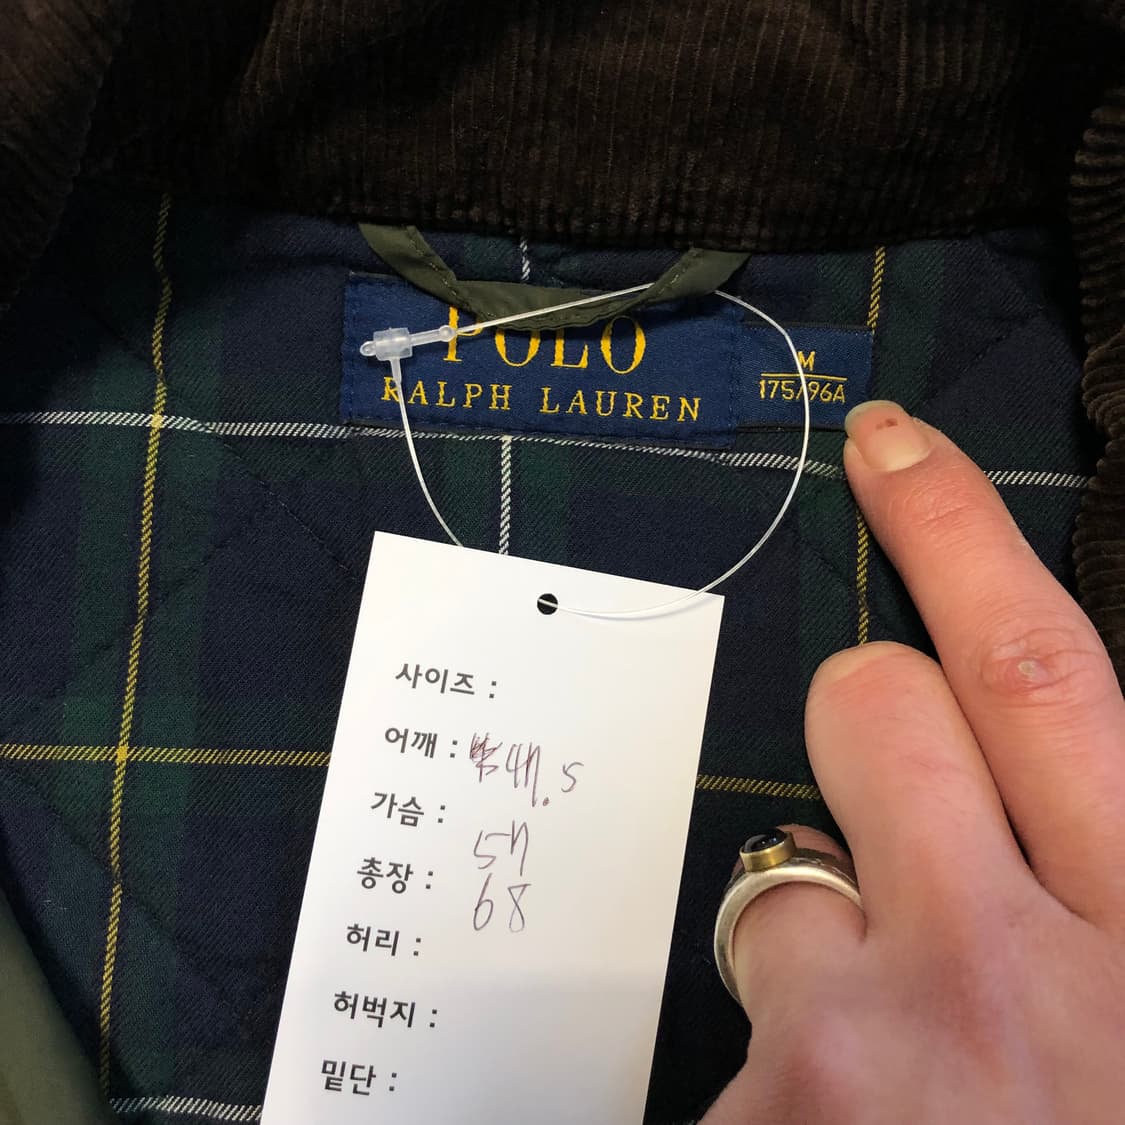 POLO
RALPH LAUREN
M
175/96A
사이즈 :
어깨 : 47.5
가슴 : 57
총장 : 68
허리 :
허벅지 :
밑단 :